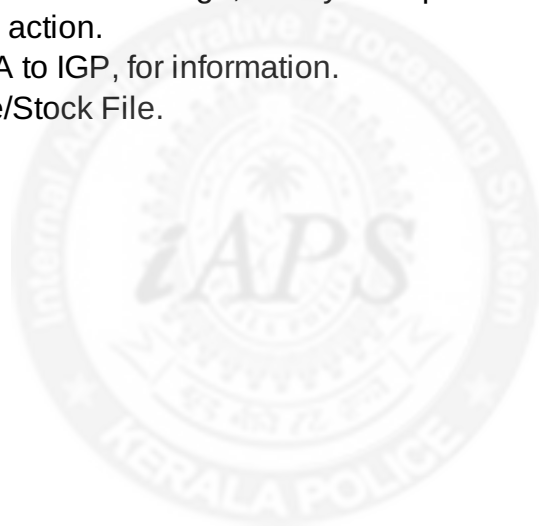 action.
A to IGP, for information.
e/Stock File.
Internal Administrative Processing System
iAPS
KERALA POLICE